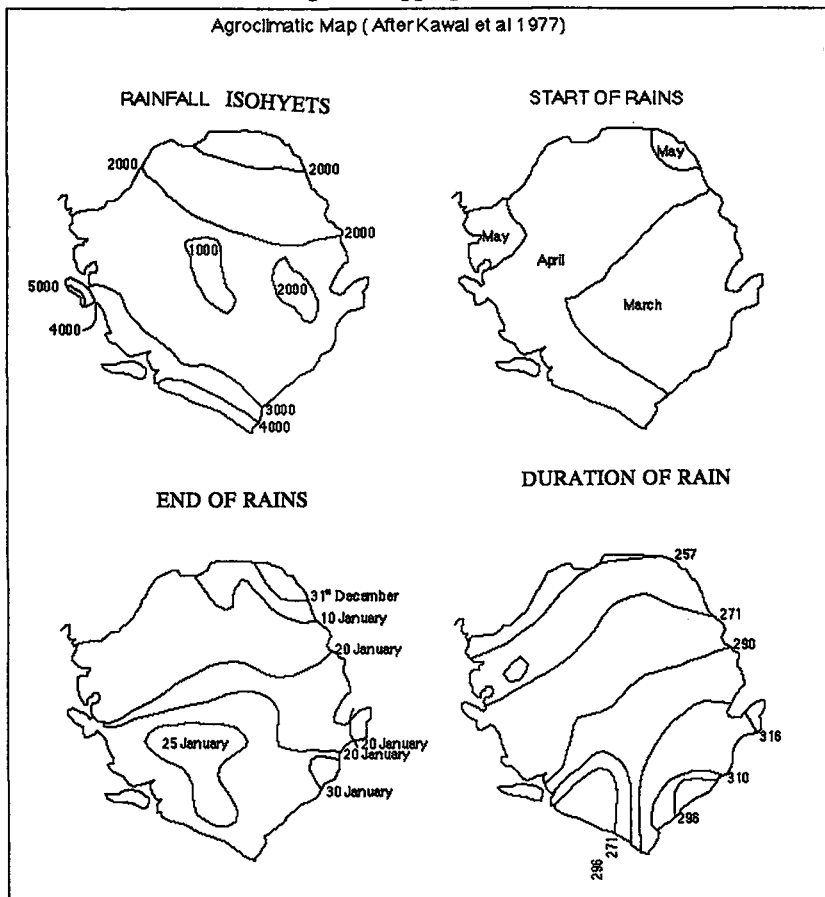 Agroclimatic Map ( After Kawal et al 1977)
RAINFALL ISOHYETS
2000
2000
2000
1000
2000
5000
4000
3000
4000
START OF RAINS
May
May
April
March
END OF RAINS
31st December
10 January
20 January
25 January
20 January
20 January
30 January
DURATION OF RAIN
257
271
290
316
310
296
271
296